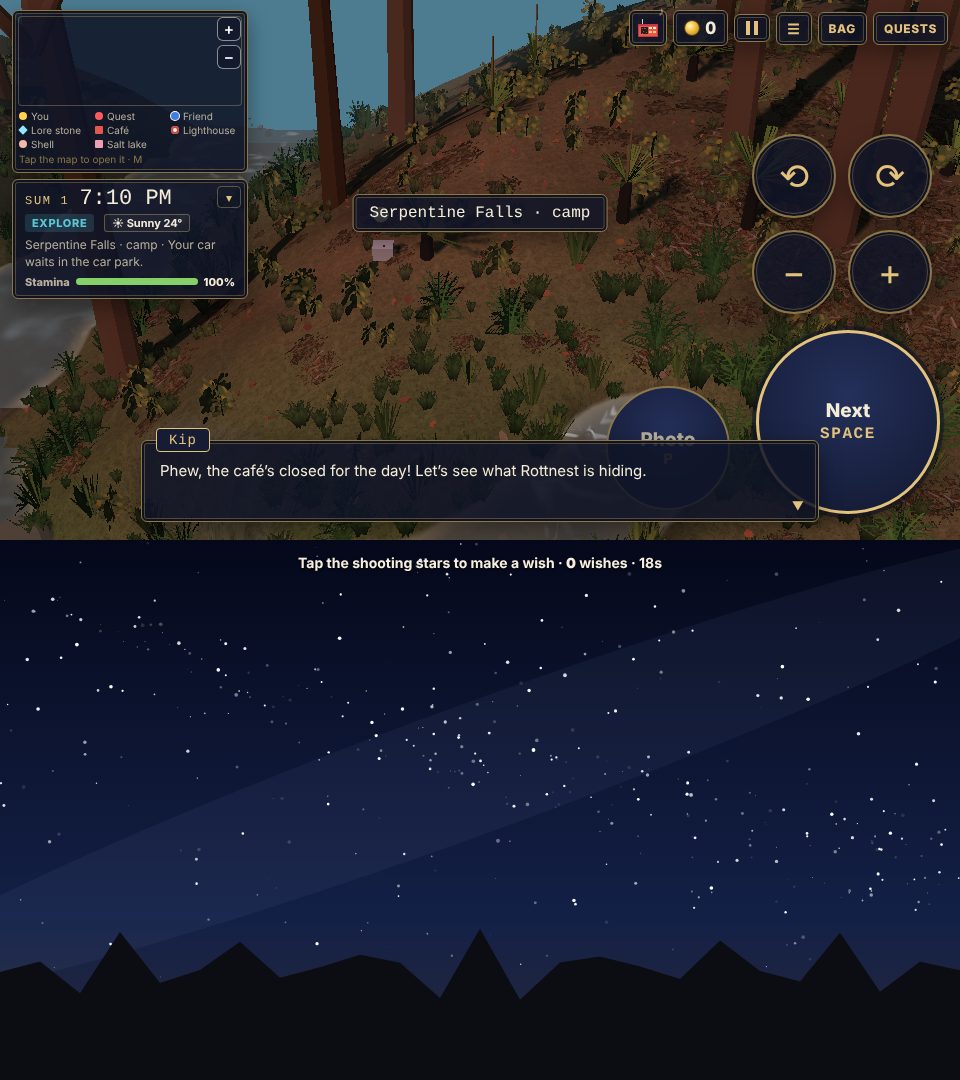 +
−
You
Quest
Friend
Lore stone
Café
Lighthouse
Shell
Salt lake
Tap the map to open it · M
0
BAG
QUESTS
SUM 1 7:10 PM
EXPLORE
☀ Sunny 24°
Serpentine Falls · camp · Your car
waits in the car park.
Stamina 100%
Serpentine Falls · camp
−
+
Next
SPACE
Photo
P
Kip
Phew, the café’s closed for the day! Let’s see what Rottnest is hiding.
Tap the shooting stars to make a wish · 0 wishes · 18s